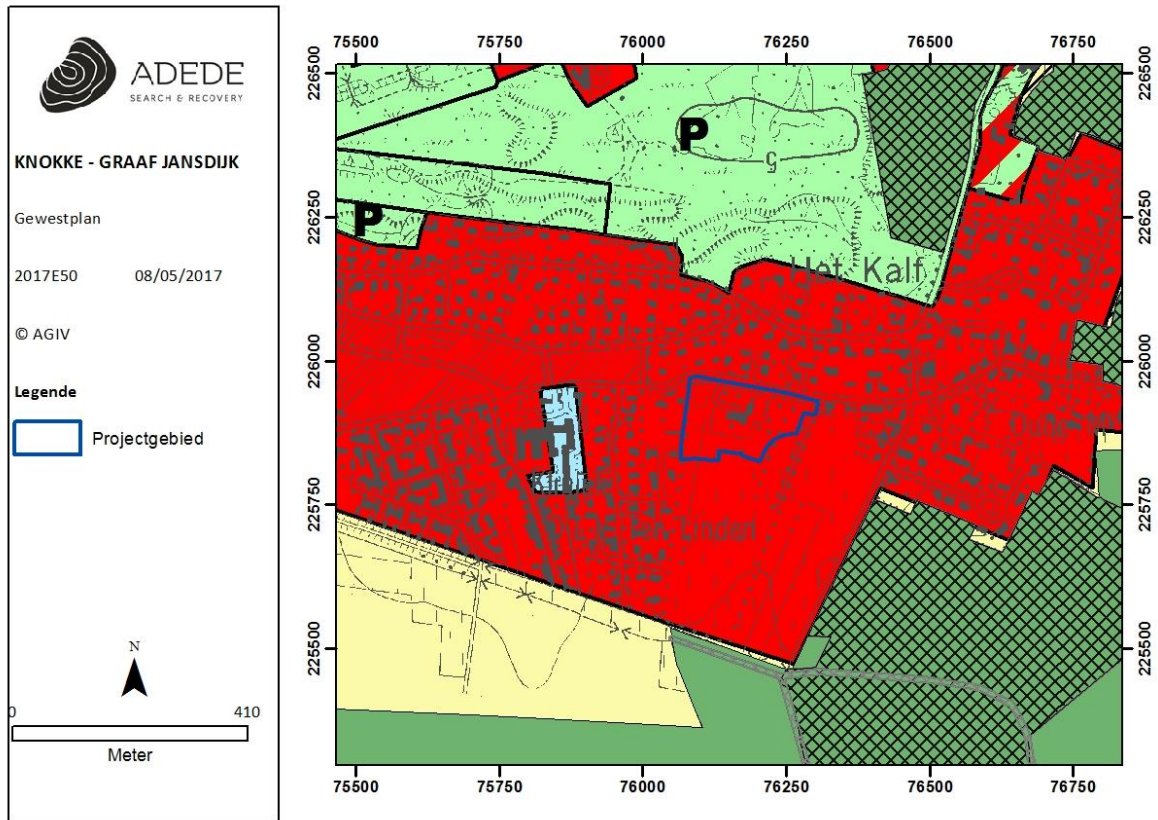 ADEDE
SEARCH & RECOVERY
KNOKKE - GRAAF JANSDIJK
Gewestplan
2017E50 08/05/2017
© AGIV
Legende
Projectgebied
N
0 410
Meter
75500 75750 76000 76250 76500 76750
226500 226500
226250 226250
226000 226000
225750 225750
225500 225500
P
5
P
Het Kalf
75500 75750 76000 76250 76500 76750